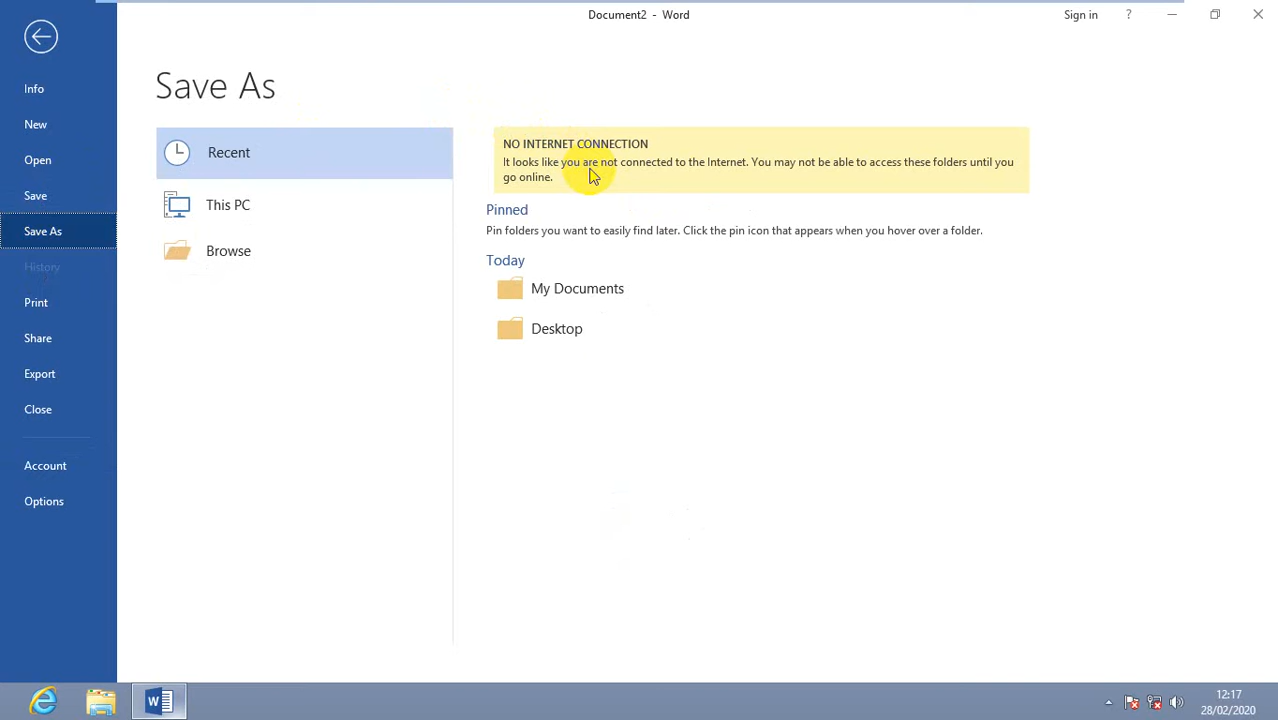 Document2 - Word
Sign in
?
Save As
Info
New
Open
Save
Save As
History
Print
Share
Export
Close
Account
Options
Recent
This PC
Browse
NO INTERNET CONNECTION
It looks like you are not connected to the Internet. You may not be able to access these folders until you
go online.
Pinned
Pin folders you want to easily find later. Click the pin icon that appears when you hover over a folder.
Today
My Documents
Desktop
12:17
28/02/2020